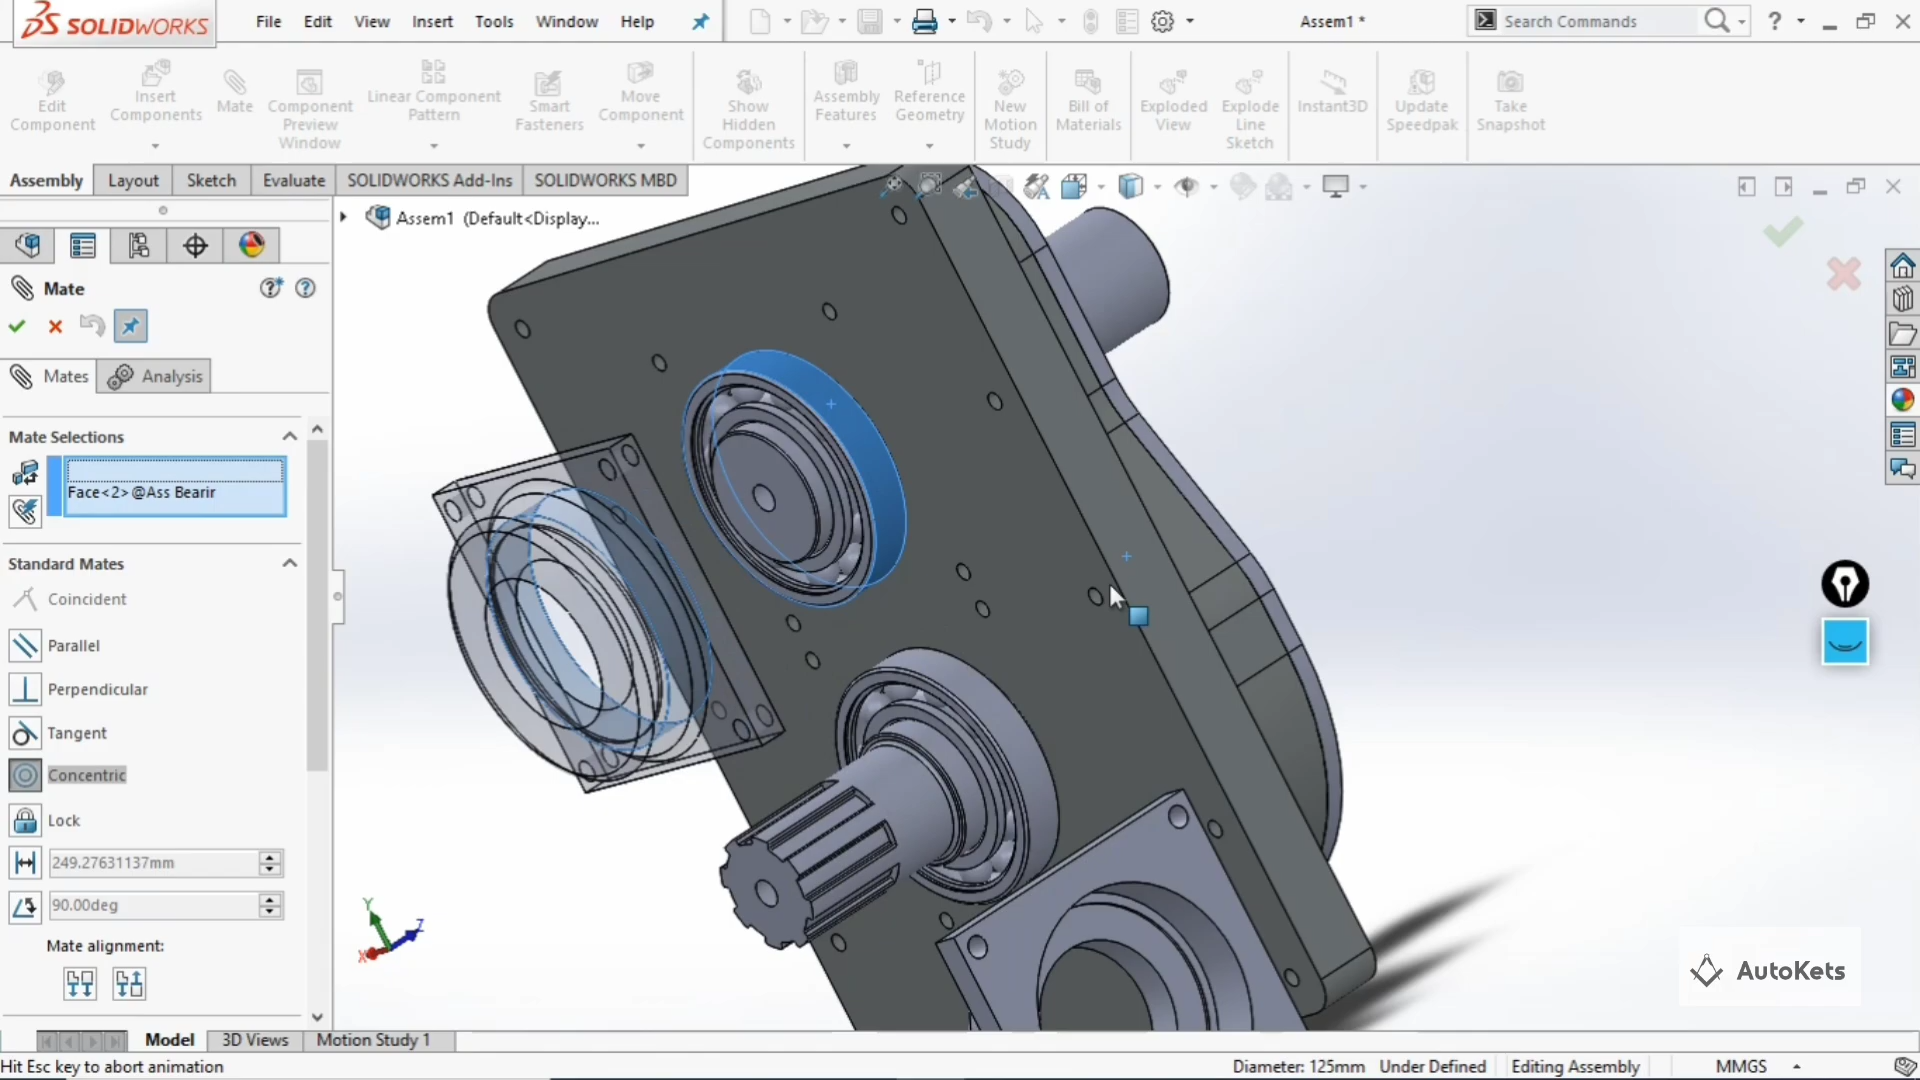 SOLIDWORKS
File Edit View Insert Tools Window Help
Assem1 *
Search Commands
?
Edit Component
Insert Components
Mate
Component Preview Window
Linear Component Pattern
Smart Fasteners
Move Component
Show Hidden Components
Assembly Features
Reference Geometry
New Motion Study
Bill of Materials
Exploded View
Explode Line Sketch
Instant3D
Update Speedpak
Take Snapshot
Assembly Layout Sketch Evaluate SOLIDWORKS Add-Ins SOLIDWORKS MBD
Assem1 (Default<Display...
Mate
Mates Analysis
Mate Selections
Face<2>@Ass Bearir
Standard Mates
Coincident
Parallel
Perpendicular
Tangent
Concentric
Lock
249.27631137mm
90.00deg
Mate alignment:
Y
Z
X
AutoKets
Model 3D Views Motion Study 1
Hit Esc key to abort animation
Diameter: 125mm Under Defined Editing Assembly MMGS